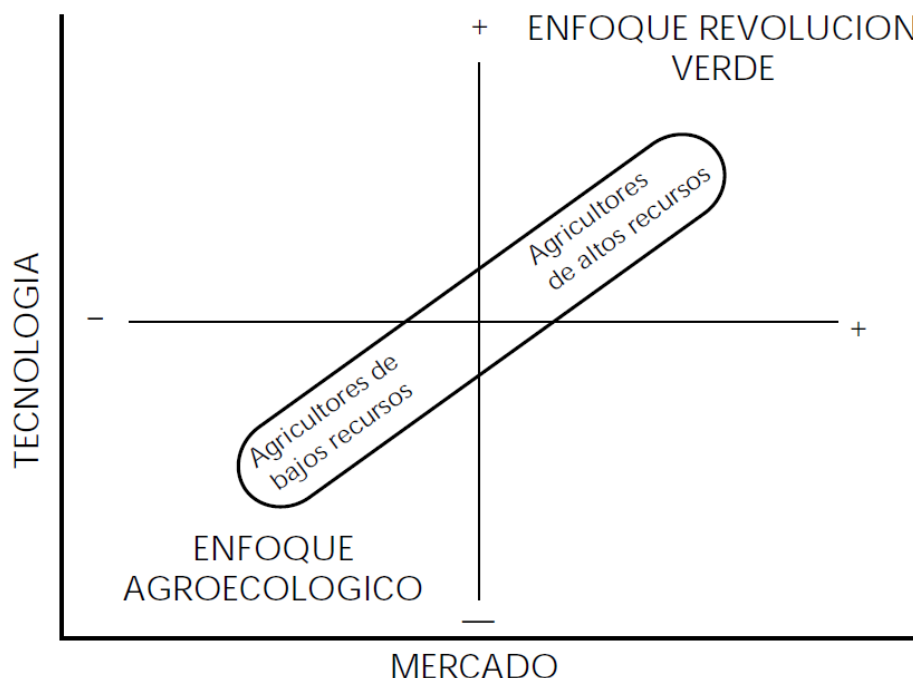 +
ENFOQUE REVOLUCION
VERDE
Agricultores
de altos recursos
TECNOLOGIA
–
+
Agricultores de
bajos recursos
ENFOQUE
AGROECOLOGICO
—
MERCADO